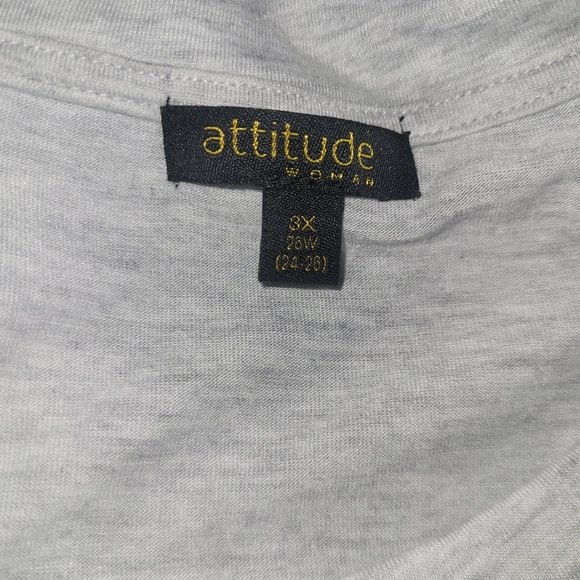 attitude
WOMAN
3X
26W
(24-26)